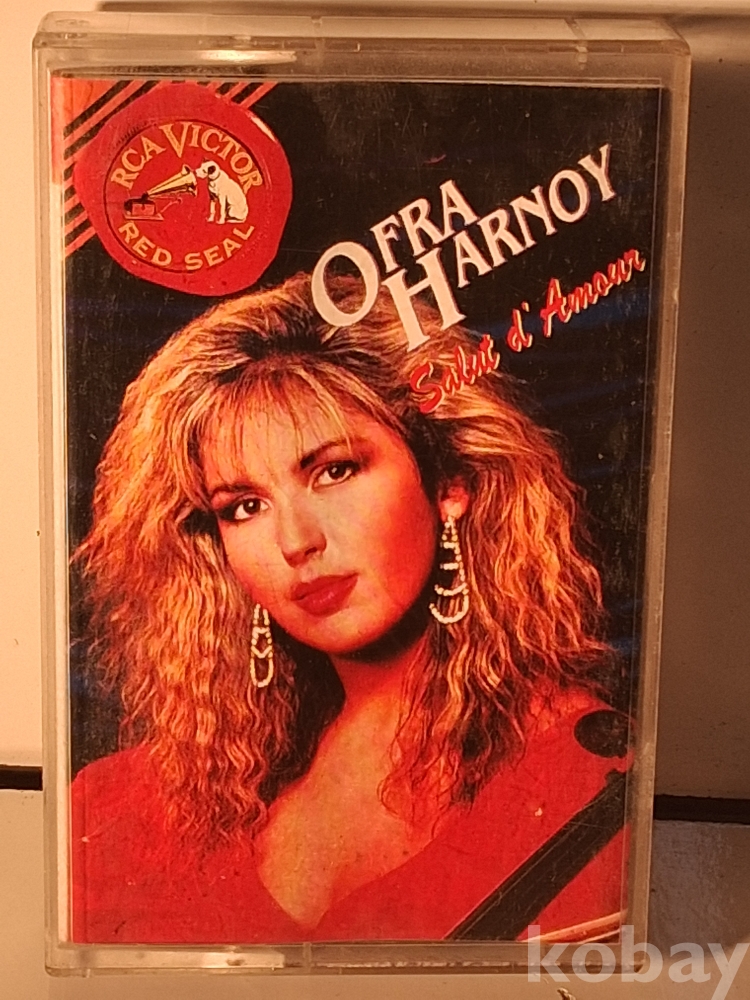 RCA VICTOR
RED SEAL
OFRA
HARNOY
Salut d'Amour
kobay